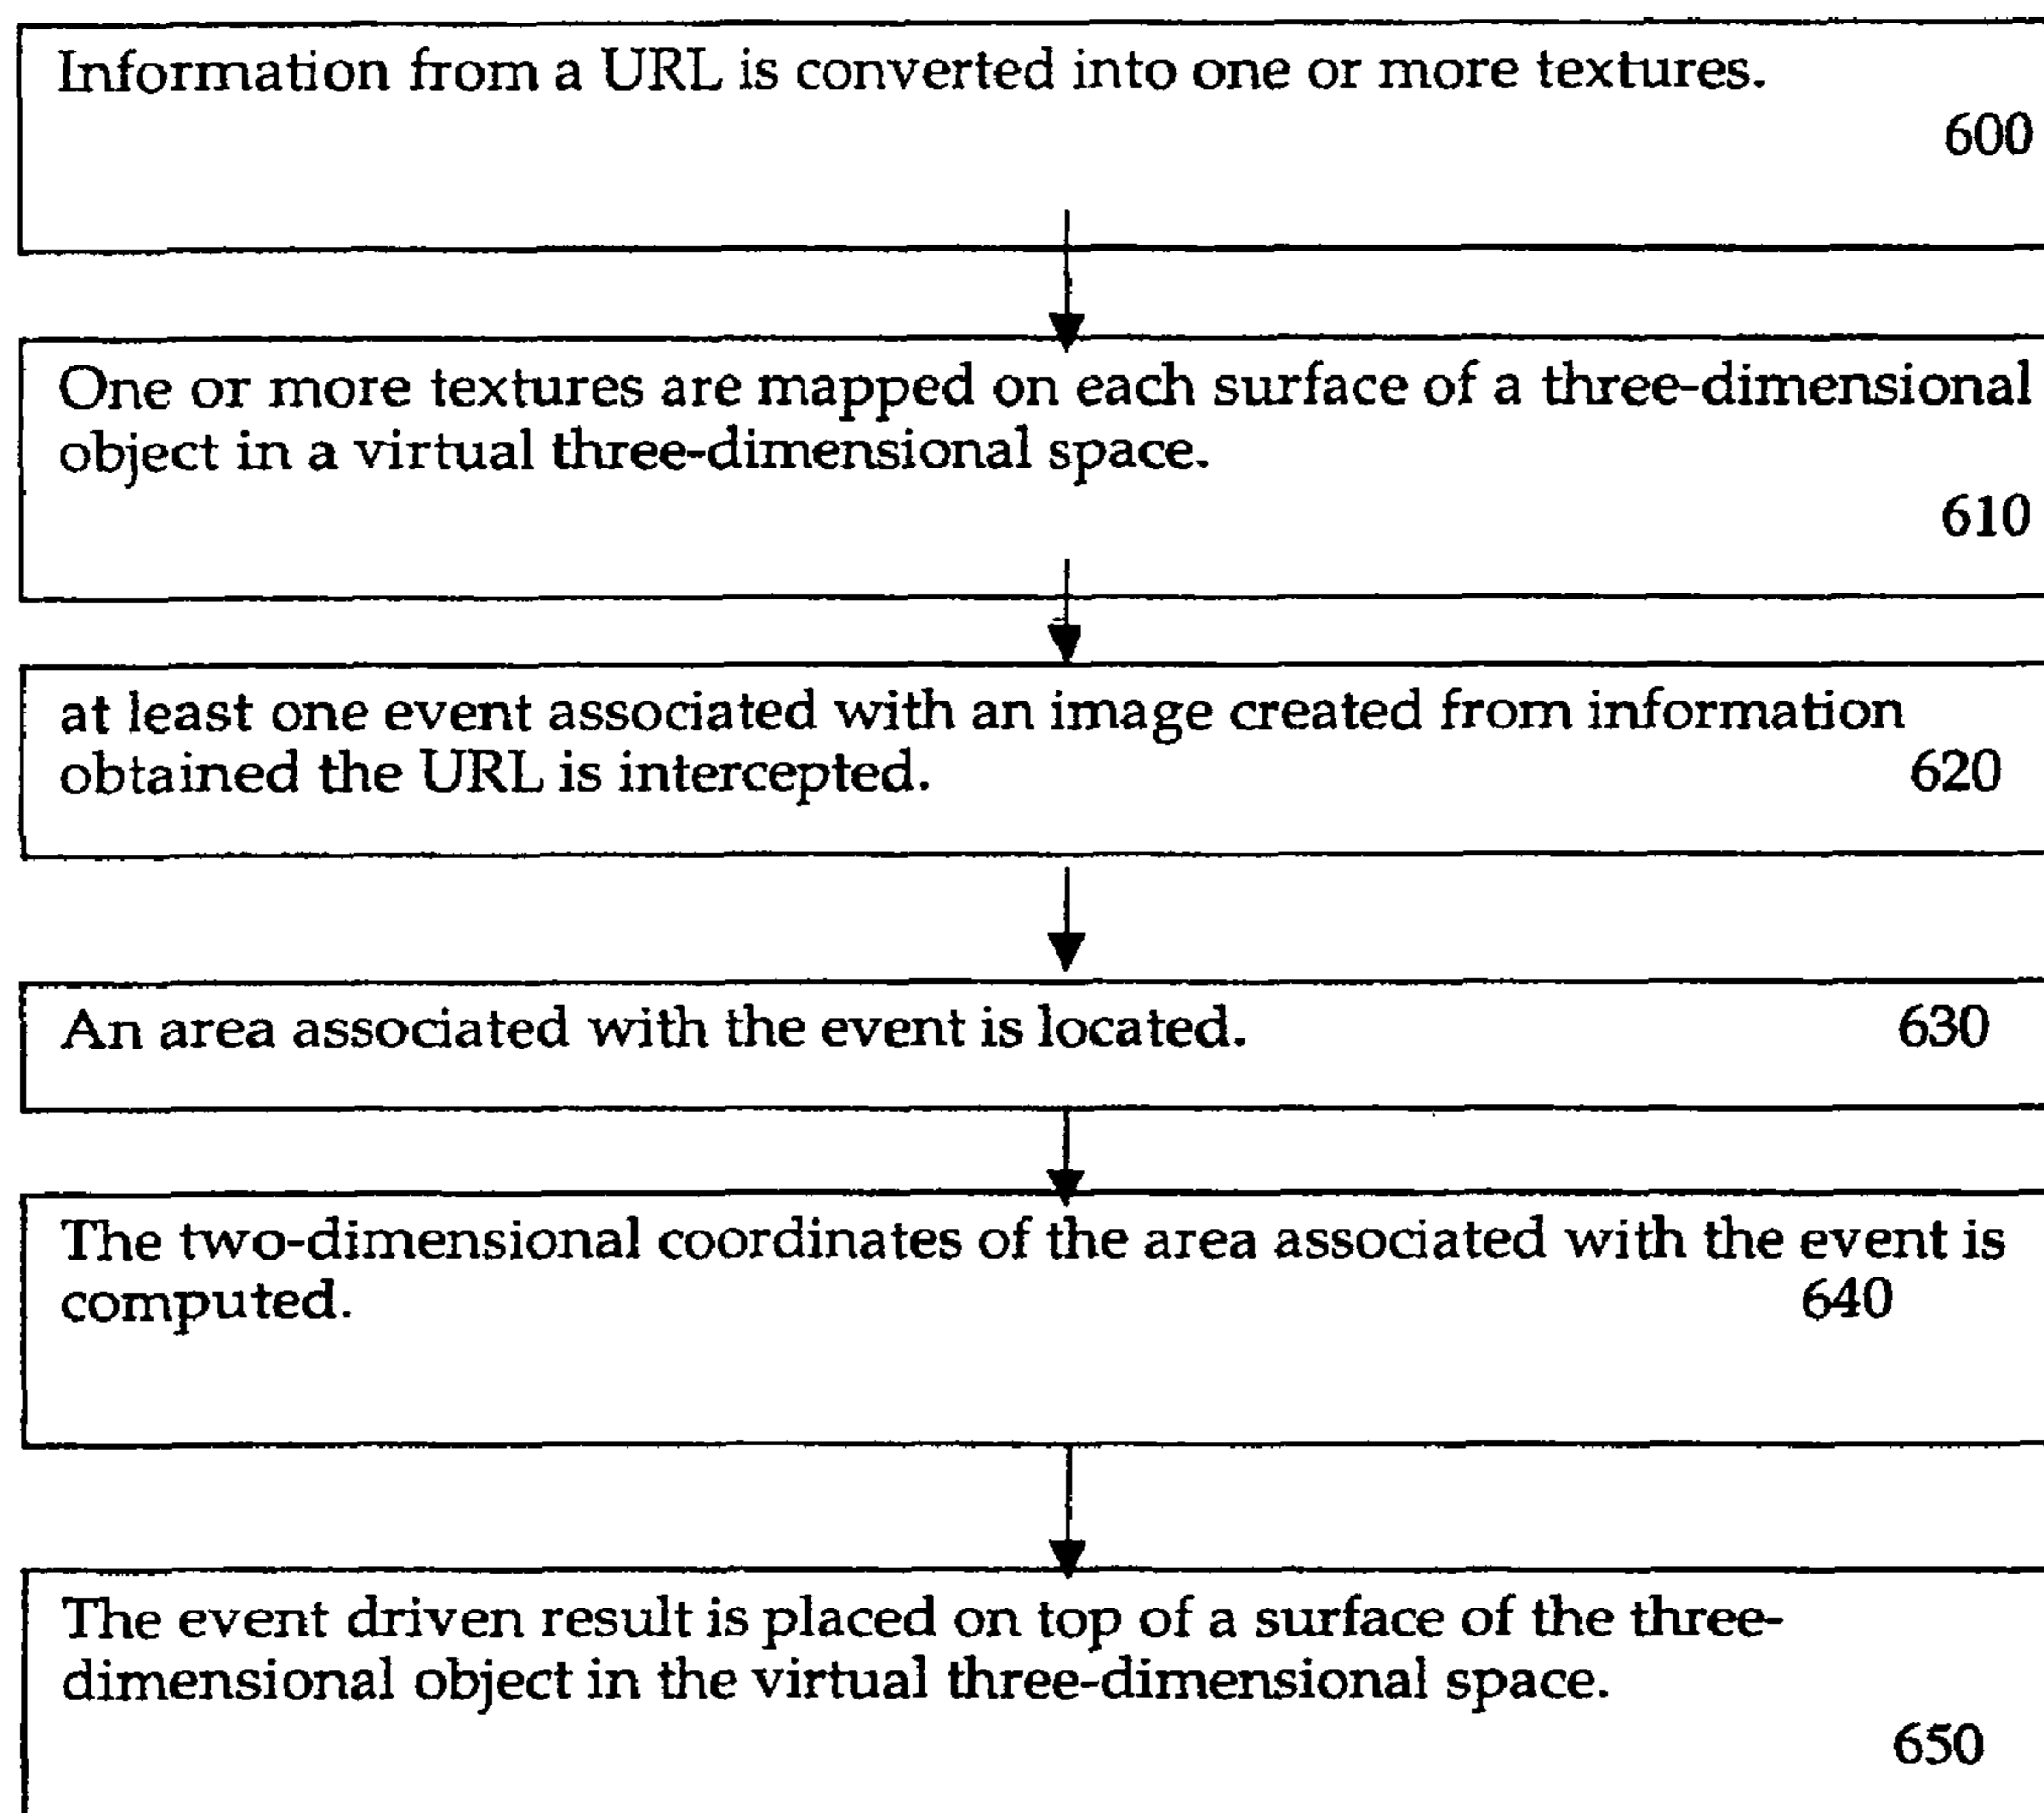 Information from a URL is converted into one or more textures.
600
One or more textures are mapped on each surface of a three-dimensional
object in a virtual three-dimensional space.
610
at least one event associated with an image created from information
obtained the URL is intercepted. 620
An area associated with the event is located. 630
The two-dimensional coordinates of the area associated with the event is
computed. 640
The event driven result is placed on top of a surface of the three-
dimensional object in the virtual three-dimensional space.
650